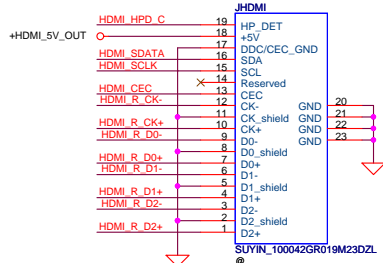 JHDMI
HDMI_HPD_C 19 HP_DET
+HDMI_5V_OUT 18 +5V
17 DDC/CEC_GND
HDMI_SDATA 16 SDA
HDMI_SCLK 15 SCL
14 Reserved
HDMI_CEC 13 CEC
HDMI_R_CK- 12 CK- GND 20
11 CK_shield GND 21
HDMI_R_CK+ 10 CK+ GND 22
HDMI_R_D0- 9 D0- GND 23
8 D0_shield
HDMI_R_D0+ 7 D0+
HDMI_R_D1- 6 D1-
5 D1_shield
HDMI_R_D1+ 4 D1+
HDMI_R_D2- 3 D2-
2 D2_shield
HDMI_R_D2+ 1 D2+
SUYIN_100042GR019M23DZL
@